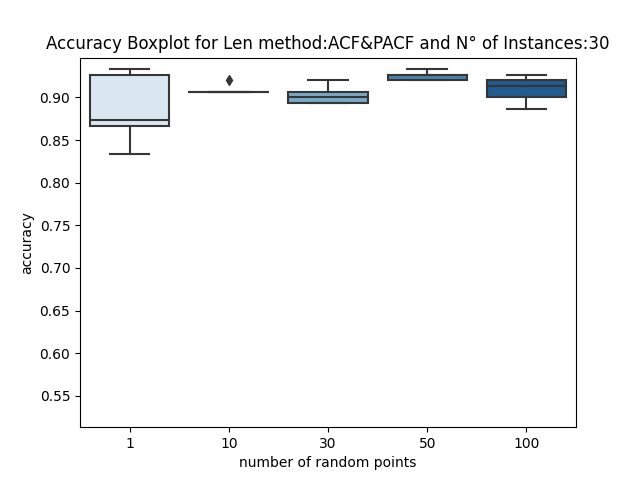 Accuracy Boxplot for Len method:ACF&PACF and N° of Instances:30
0.90
0.85
0.80
0.75
0.70
0.65
0.60
0.55
accuracy
1 10 30 50 100
number of random points